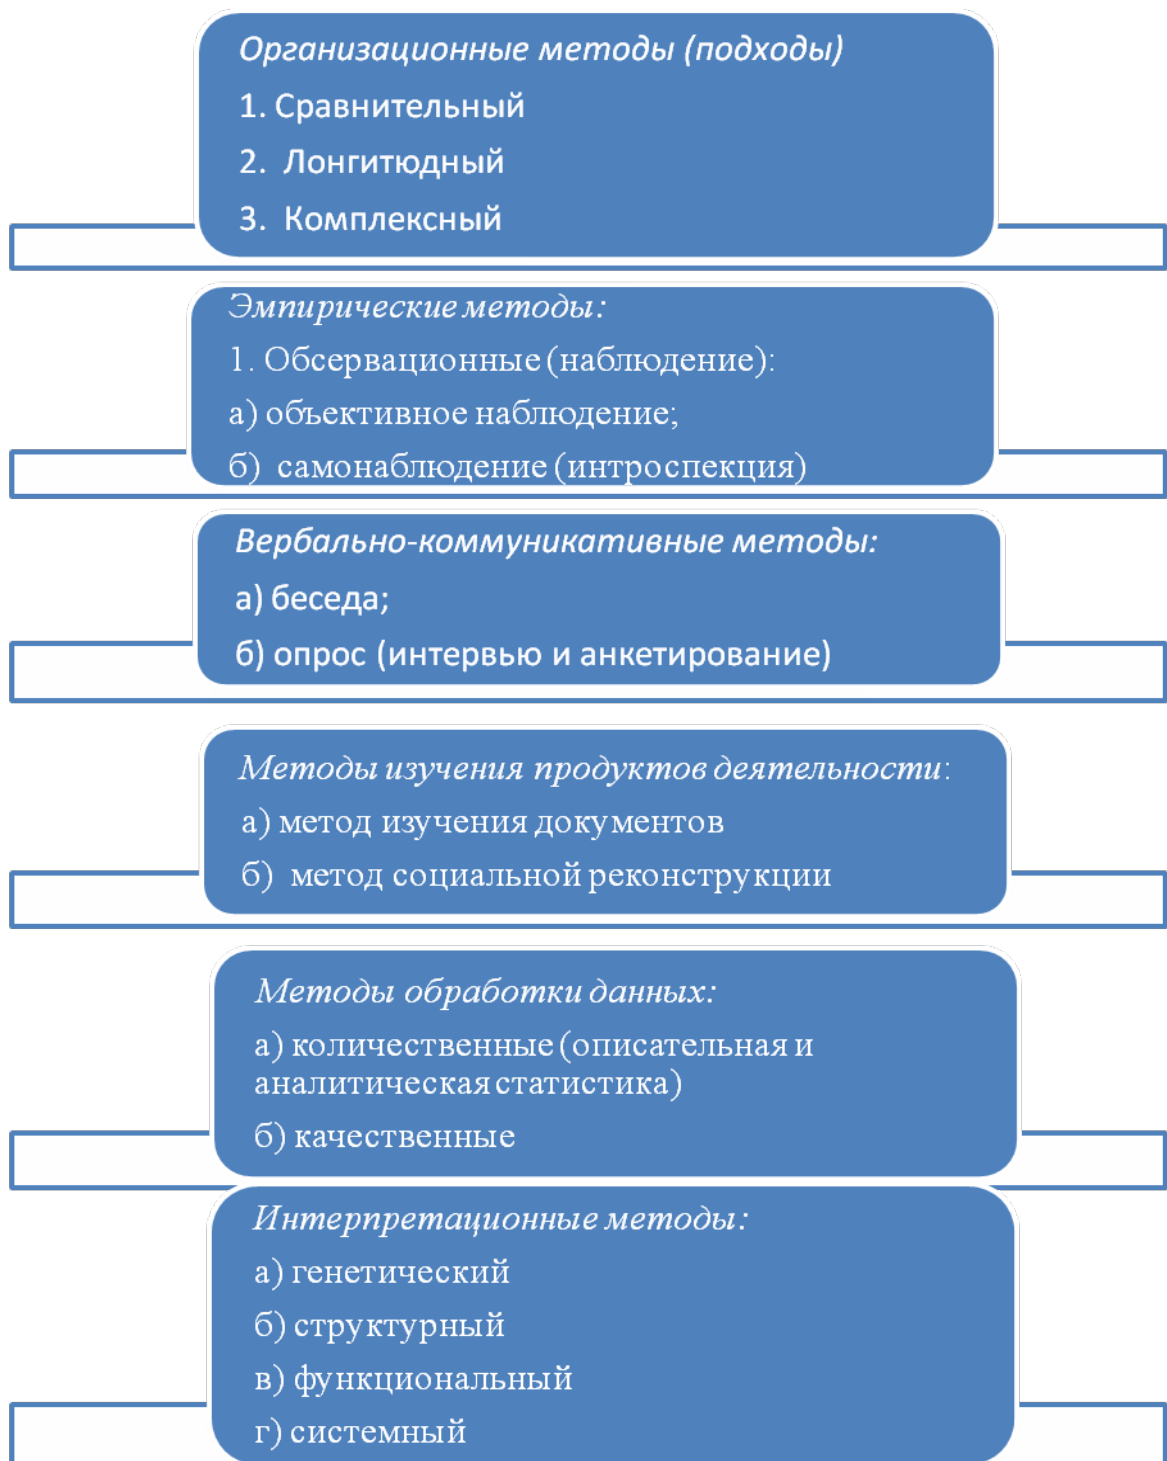 Организационные методы (подходы)
1. Сравнительный
2. Лонгитюдный
3. Комплексный
Эмпирические методы:
1. Обсервационные (наблюдение):
а) объективное наблюдение;
б) самонаблюдение (интроспекция)
Вербально-коммуникативные методы:
а) беседа;
б) опрос (интервью и анкетирование)
Методы изучения продуктов деятельности:
а) метод изучения документов
б) метод социальной реконструкции
Методы обработки данных:
а) количественные (описательная и
аналитическая статистика)
б) качественные
Интерпретационные методы:
а) генетический
б) структурный
в) функциональный
г) системный